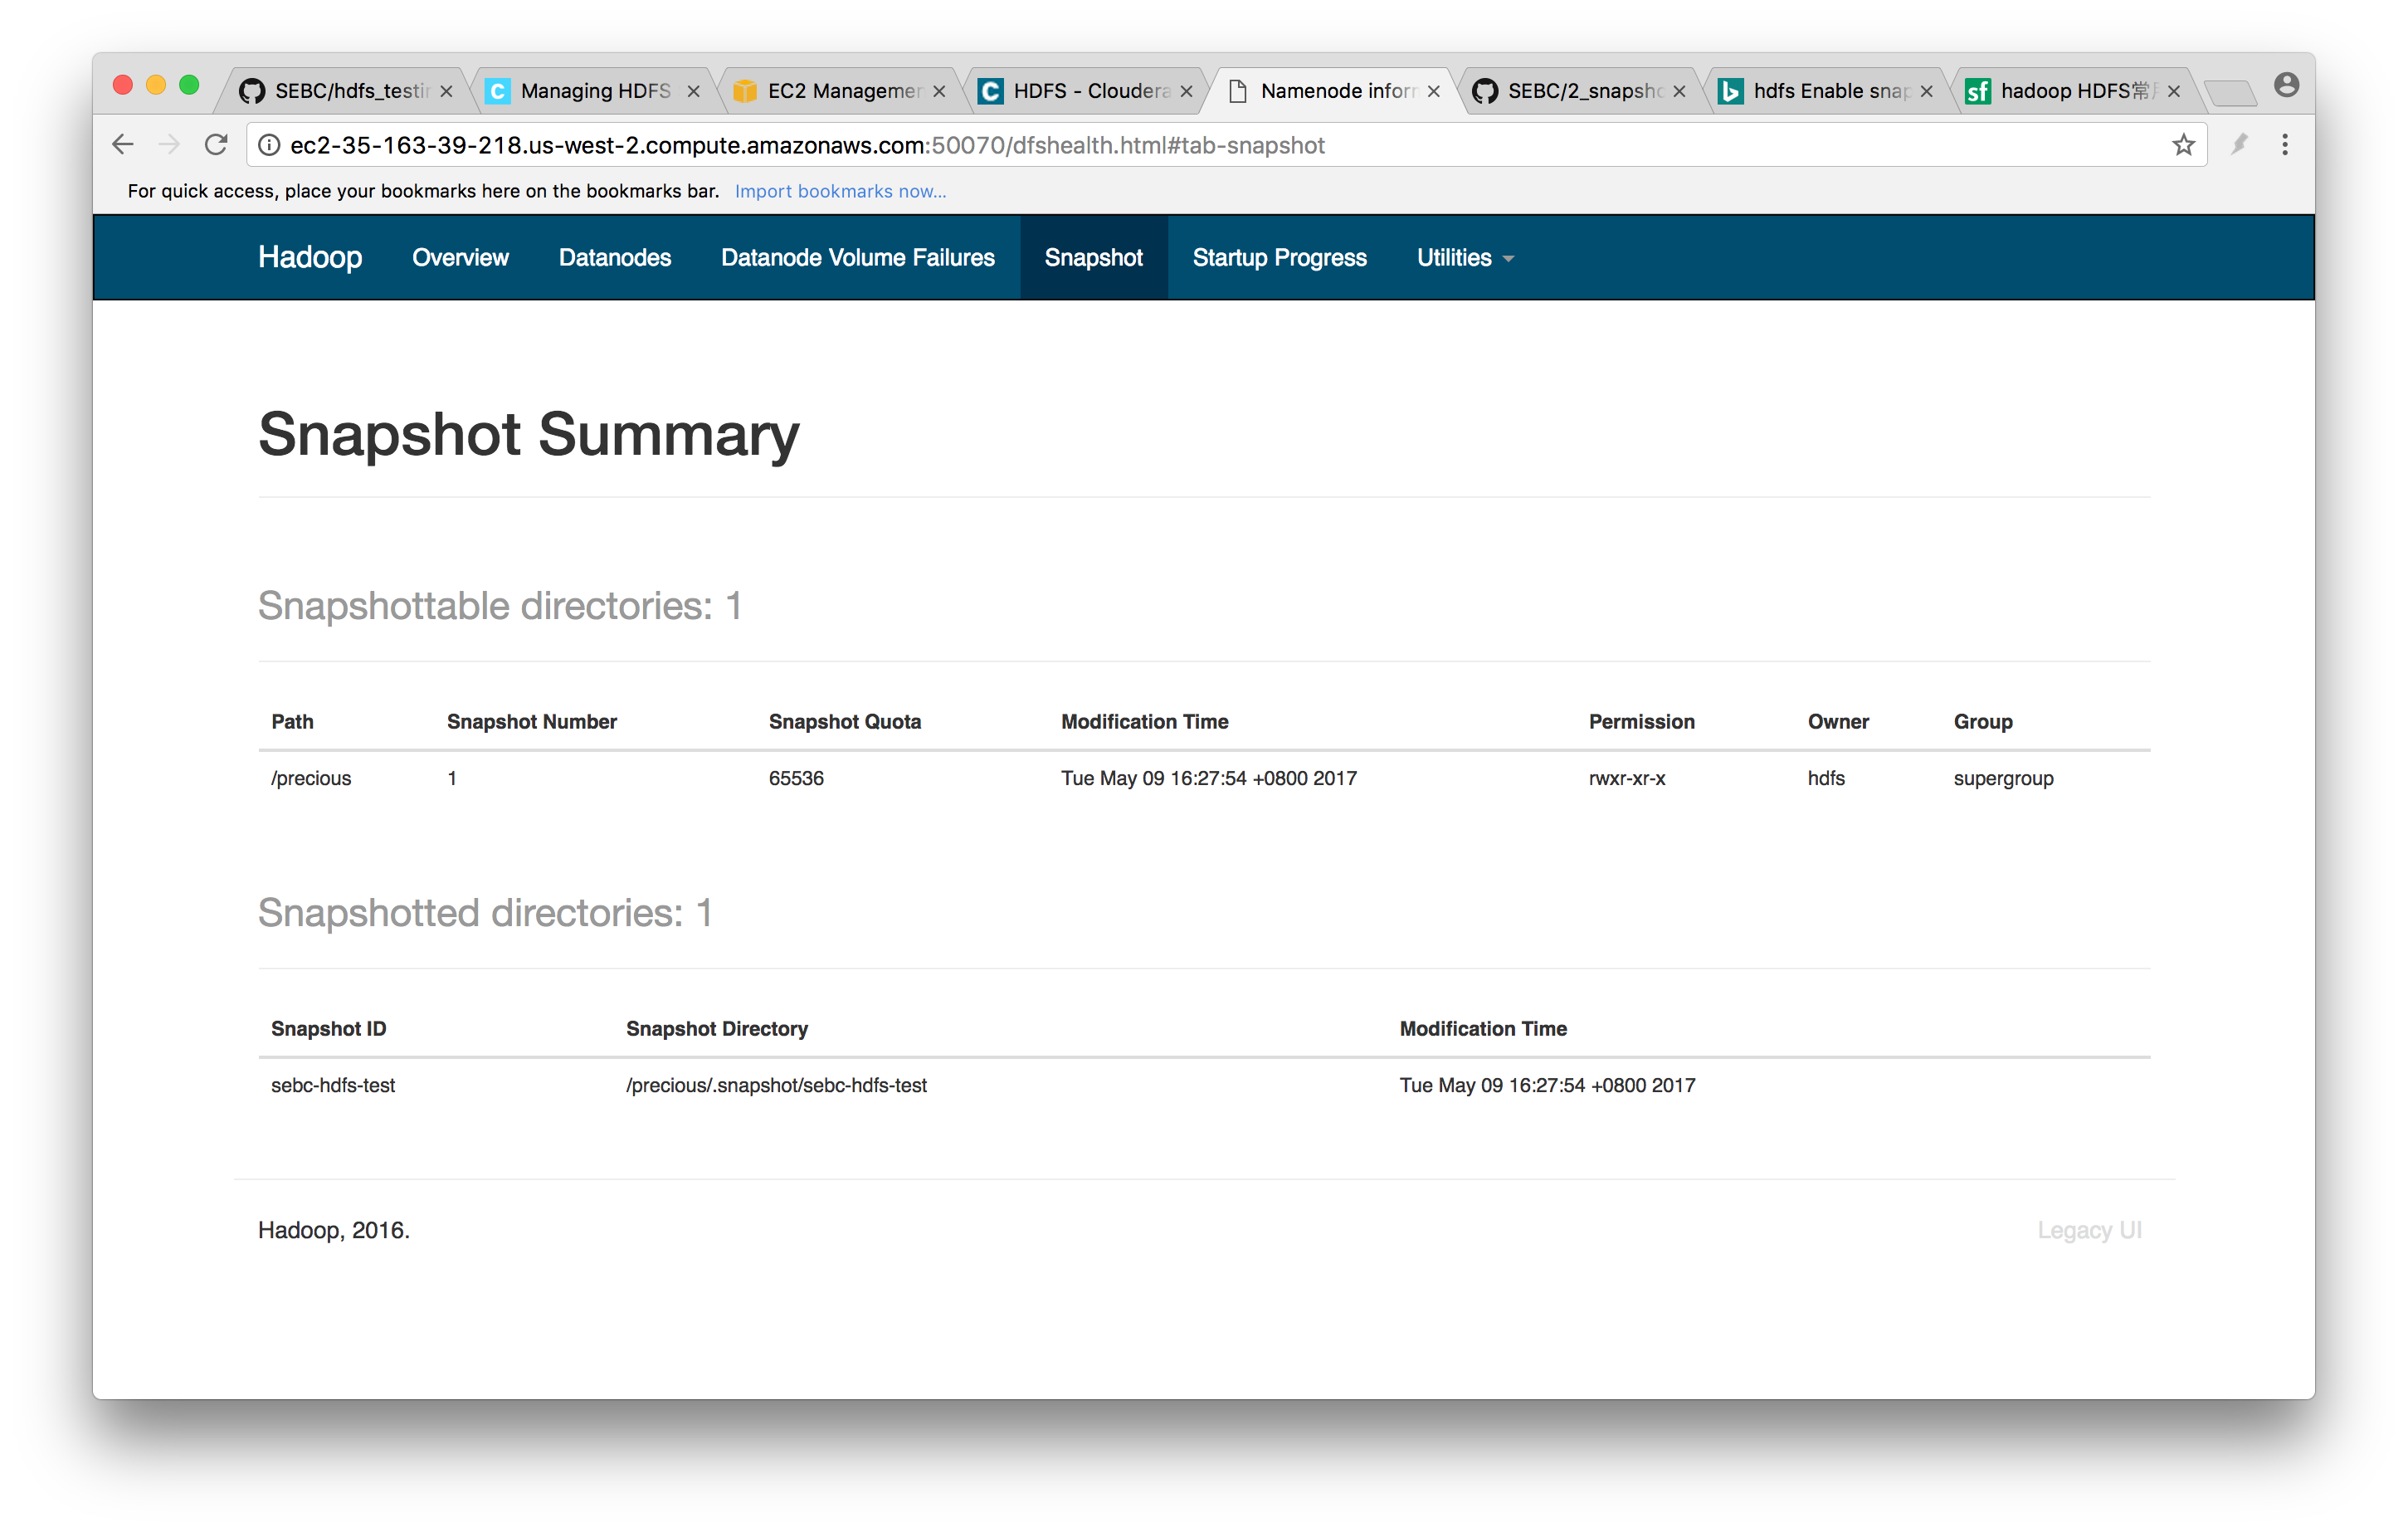 SEBC/hdfs_testin Managing HDFS EC2 Managemen HDFS - Cloudera Namenode inform SEBC/2_snapsho hdfs Enable snap hadoop HDFS常
ec2-35-163-39-218.us-west-2.compute.amazonaws.com:50070/dfshealth.html#tab-snapshot
For quick access, place your bookmarks here on the bookmarks bar. Import bookmarks now...
Hadoop Overview Datanodes Datanode Volume Failures Snapshot Startup Progress Utilities
Snapshot Summary
Snapshottable directories: 1
Path Snapshot Number Snapshot Quota Modification Time Permission Owner Group
/precious 1 65536 Tue May 09 16:27:54 +0800 2017 rwxr-xr-x hdfs supergroup
Snapshotted directories: 1
Snapshot ID Snapshot Directory Modification Time
sebc-hdfs-test /precious/.snapshot/sebc-hdfs-test Tue May 09 16:27:54 +0800 2017
Hadoop, 2016. Legacy UI